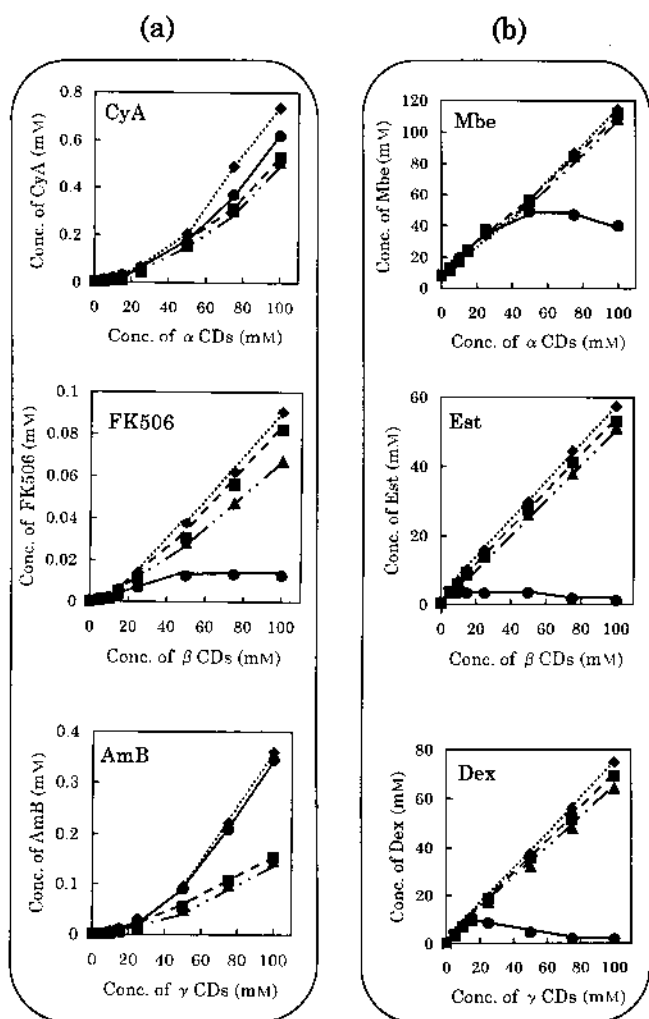 (a)
(b)
CyA
Conc. of CyA (mM)
0.8
0.6
0.4
0.2
0
0 20 40 60 80 100
Conc. of α CDs (mM)
Mbe
Conc. of Mbe (mM)
120
100
80
60
40
20
0
0 20 40 60 80 100
Conc. of α CDs (mM)
FK506
Conc. of FK506 (mM)
0.1
0.08
0.06
0.04
0.02
0
0 20 40 60 80 100
Conc. of β CDs (mM)
Est
Conc. of Est (mM)
60
40
20
0
0 20 40 60 80 100
Conc. of β CDs (mM)
AmB
Conc. of AmB (mM)
0.4
0.3
0.2
0.1
0
0 20 40 60 80 100
Conc. of γ CDs (mM)
Dex
Conc. of Dex (mM)
80
60
40
20
0
0 20 40 60 80 100
Conc. of γ CDs (mM)